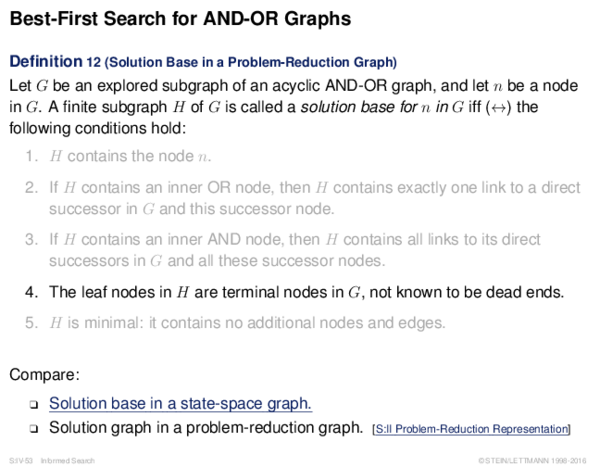 Best-First Search for AND-OR Graphs
Definition 12 (Solution Base in a Problem-Reduction Graph)
Let G be an explored subgraph of an acyclic AND-OR graph, and let n be a node
in G. A finite subgraph H of G is called a solution base for n in G iff (↔) the
following conditions hold:
1. H contains the node n.
2. If H contains an inner OR node, then H contains exactly one link to a direct
successor in G and this successor node.
3. If H contains an inner AND node, then H contains all links to its direct
successors in G and all these successor nodes.
4. The leaf nodes in H are terminal nodes in G, not known to be dead ends.
5. H is minimal: it contains no additional nodes and edges.
Compare:
❑ Solution base in a state-space graph.
❑ Solution graph in a problem-reduction graph. [S:II Problem-Reduction Representation]
S:IV-53 Informed Search ©STEIN/LETTMANN 1998-2016